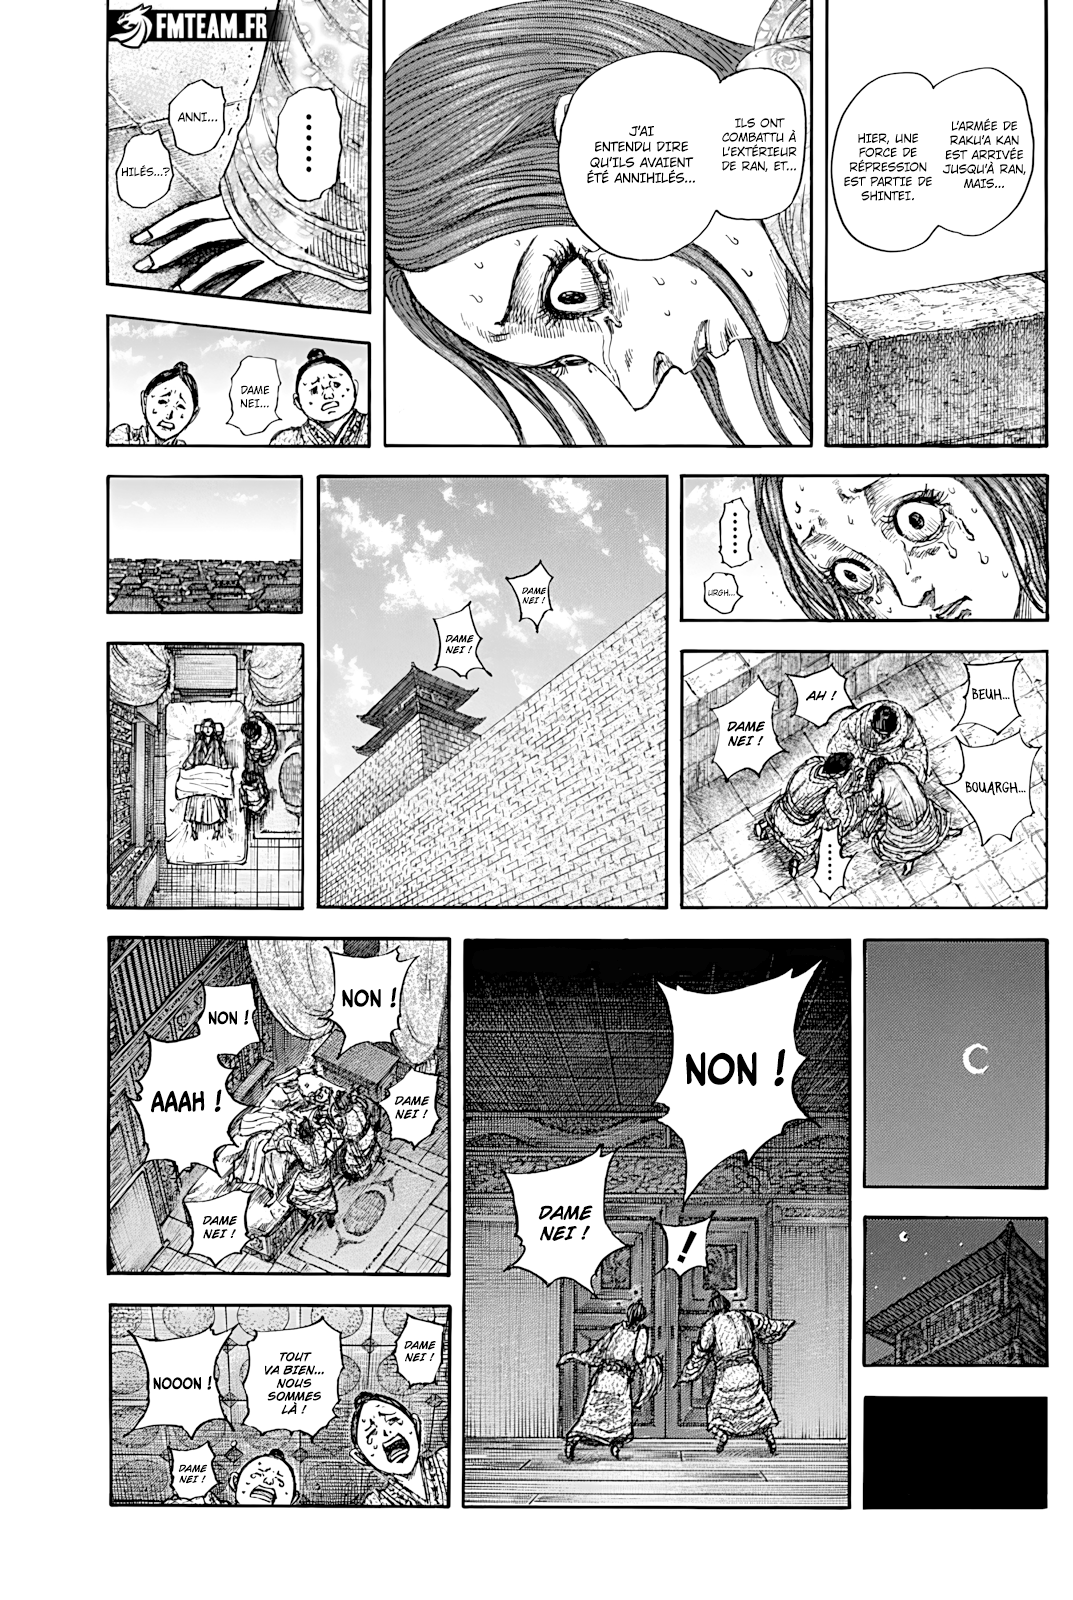 FMTEAM.FR
L'ARMÉE DE
RAKU'A KAN
EST ARRIVÉE
JUSQU'À RAN,
MAIS...
HIER, UNE
FORCE DE
RÉPRESSION
EST PARTIE DE
SHINTEI.
ILS ONT
COMBATTU À
L'EXTÉRIEUR
DE RAN, ET...
J'AI
ENTENDU DIRE
QU'ILS AVAIENT
ÉTÉ ANNIHILÉS...
......
ANNI...
HILÉS...?
DAME
NEI...
......
URGH...
BEUH...
AH !
DAME
NEI !
BOUARGH...
......
DAME
NEI !
DAME
NEI !
NON !
DAME
NEI !
!
NON !
NON !
AAAH !
DAME
NEI !
DAME
NEI !
DAME
NEI !
TOUT
VA BIEN...
NOUS
SOMMES
LÀ !
NOOON !
DAME
NEI !